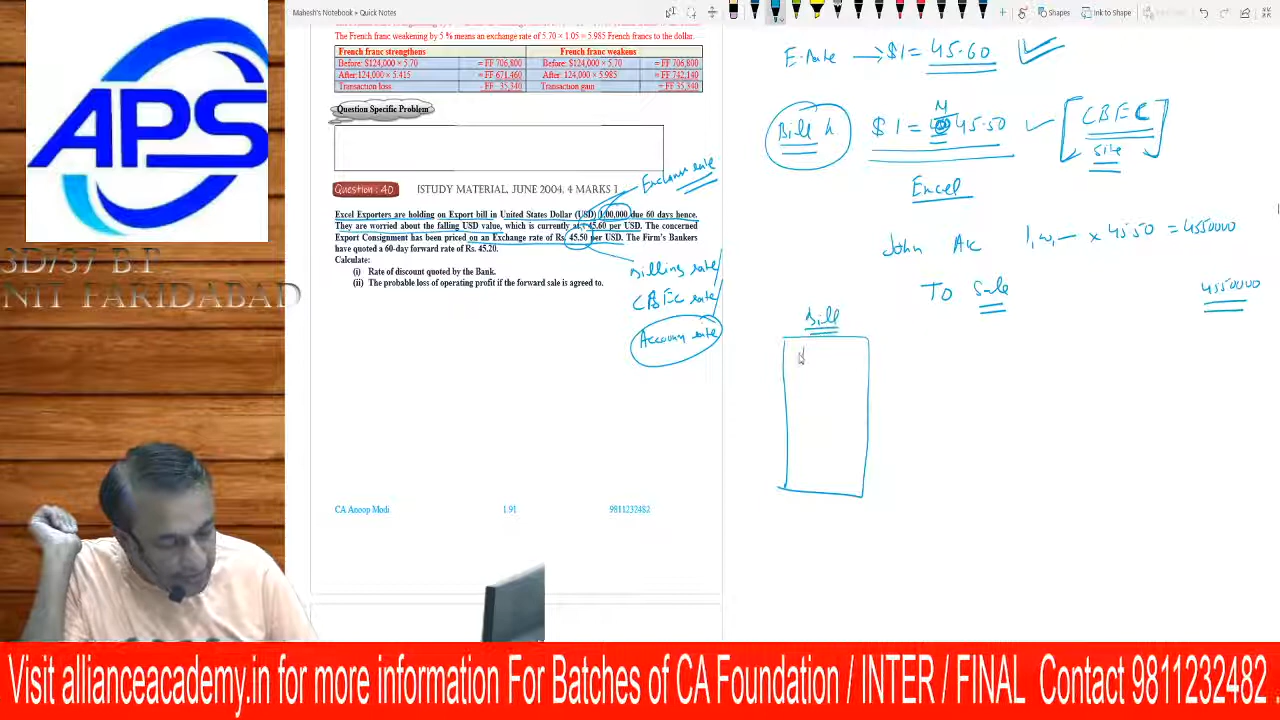 Mahesh's Notebook » Quick Notes
Shapes
Ink to Shape
The French franc weakening by 5 % means an exchange rate of 5.70 × 1.05 = 5.985 French francs to the dollar.
French franc strengthens French franc weakens
Before: $124,000 × 5.70 = FF 706,800 Before: $124,000 × 5.70 = FF 706,800
After: 124,000 × 5.415 = FF 671,460 After: 124,000 × 5.985 = FF 742,140
Transaction loss - FF 35,340 Transaction gain + FF 35,340
Question Specific Problem
Question : 40 [STUDY MATERIAL, JUNE 2004, 4 MARKS]
Excel Exporters are holding on Export bill in United States Dollar (USD) 1,00,000 due 60 days hence.
They are worried about the falling USD value, which is currently at 45.60 per USD. The concerned
Export Consignment has been priced on an Exchange rate of Rs. 45.50 per USD. The Firm's Bankers
have quoted a 60-day forward rate of Rs. 45.20.
Calculate:
(i) Rate of discount quoted by the Bank.
(ii) The probable loss of operating profit if the forward sale is agreed to.
Exchange rate
Billing rate
CBEC rate
Account rate
CA Anoop Modi 1.91 9811232482
E. Rate → $1 = 45.60
Bill $1 = 45.50 [CBEC
site]
Excel
John A/c × 45.50 = 4550000
To Sale 4550000
Bill
APS
3D/37 B.P.
NIT FARIDABAD
Visit allianceacademy.in for more information For Batches of CA Foundation / INTER / FINAL Contact 9811232482 .